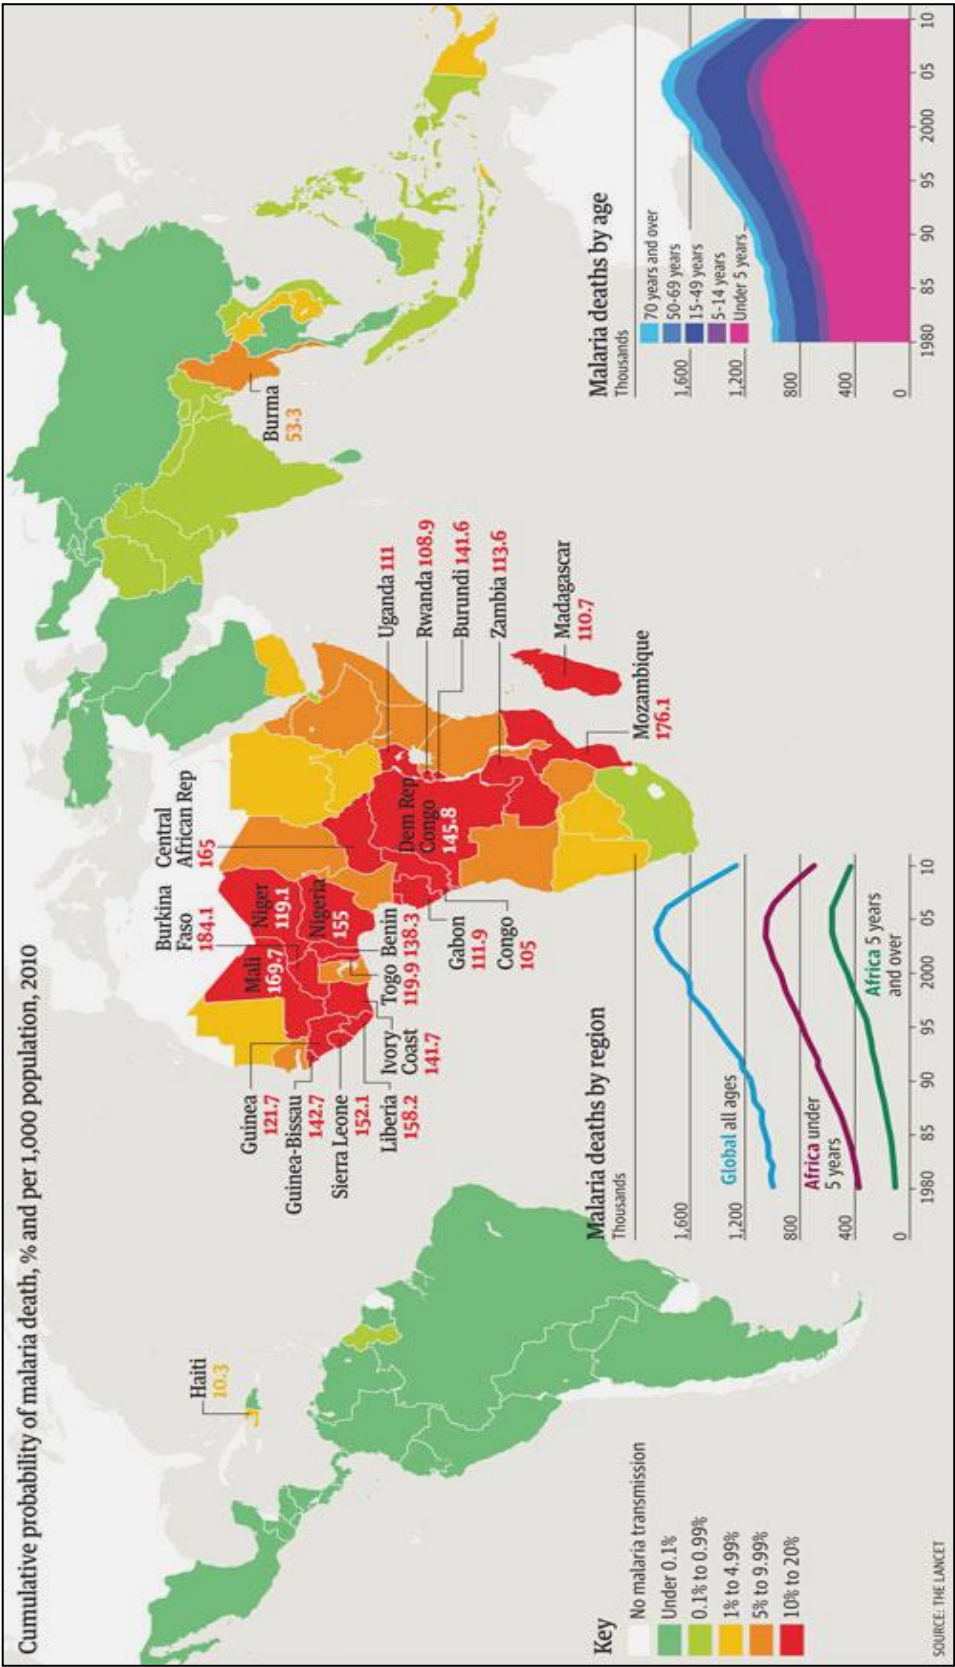 Cumulative probability of malaria death, % and per 1,000 population, 2010
Haiti
10.3
Guinea
121.7
Guinea-Bissau
142.7
Sierra Leone
152.1
Liberia
158.2
Ivory
Coast
141.7
Burkina
Faso
184.1
Mali
169.7
Niger
119.1
Nigeria
155
Togo
119.9
Benin
138.3
Central
African Rep
165
Dem Rep
Congo
145.8
Gabon
111.9
Congo
105
Uganda 111
Rwanda 108.9
Burundi 141.6
Zambia 113.6
Madagascar
110.7
Mozambique
176.1
Burma
53.3
Key
No malaria transmission
Under 0.1%
0.1% to 0.99%
1% to 4.99%
5% to 9.99%
10% to 20%
Malaria deaths by region
Thousands
1,600
1,200
800
400
0
Global all ages
Africa under
5 years
Africa 5 years
and over
1980 85 90 95 2000 05 10
Malaria deaths by age
Thousands
70 years and over
50-69 years
15-49 years
5-14 years
Under 5 years
1,600
1,200
800
400
0
1980 85 90 95 2000 05 10
SOURCE: THE LANCET